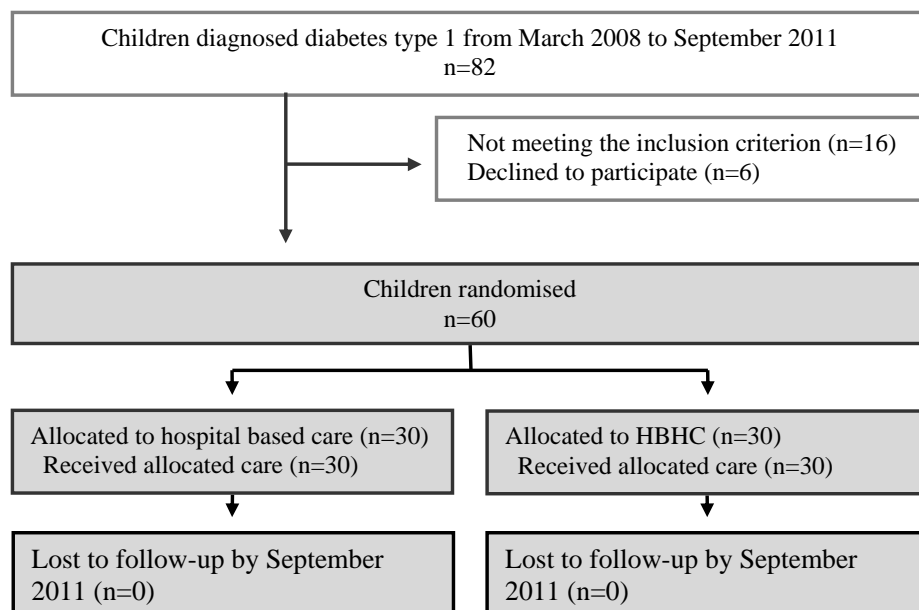 Children diagnosed diabetes type 1 from March 2008 to September 2011
n=82
Not meeting the inclusion criterion (n=16)
Declined to participate (n=6)
Children randomised
n=60
Allocated to hospital based care (n=30)
Received allocated care (n=30)
Allocated to HBHC (n=30)
Received allocated care (n=30)
Lost to follow-up by September
2011 (n=0)
Lost to follow-up by September
2011 (n=0)